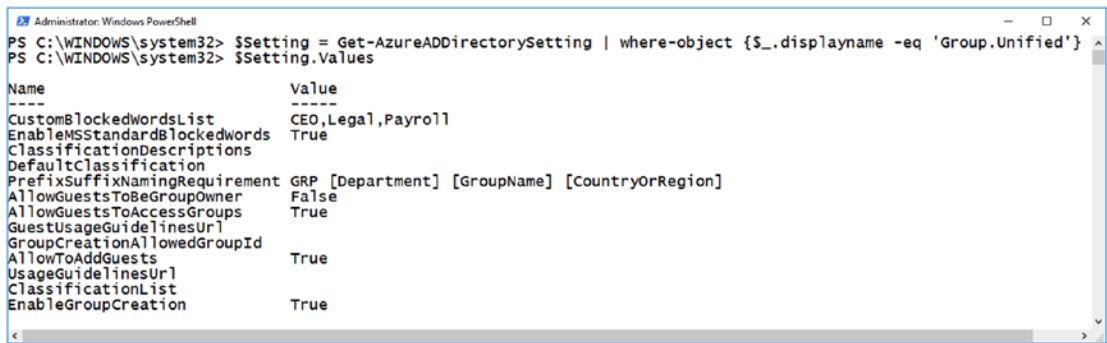 Administrator: Windows PowerShell
PS C:\WINDOWS\system32> $Setting = Get-AzureADDirectorySetting | where-object {$_.displayname -eq 'Group.Unified'}
PS C:\WINDOWS\system32> $Setting.Values
Name Value
---- -----
CustomBlockedWordsList CEO,Legal,Payroll
EnableMSStandardBlockedWords True
ClassificationDescriptions
DefaultClassification
PrefixSuffixNamingRequirement GRP [Department] [GroupName] [CountryOrRegion]
AllowGuestsToBeGroupOwner False
AllowGuestsToAccessGroups True
GuestUsageGuidelinesUrl
GroupCreationAllowedGroupId
AllowToAddGuests True
UsageGuidelinesUrl
ClassificationList
EnableGroupCreation True